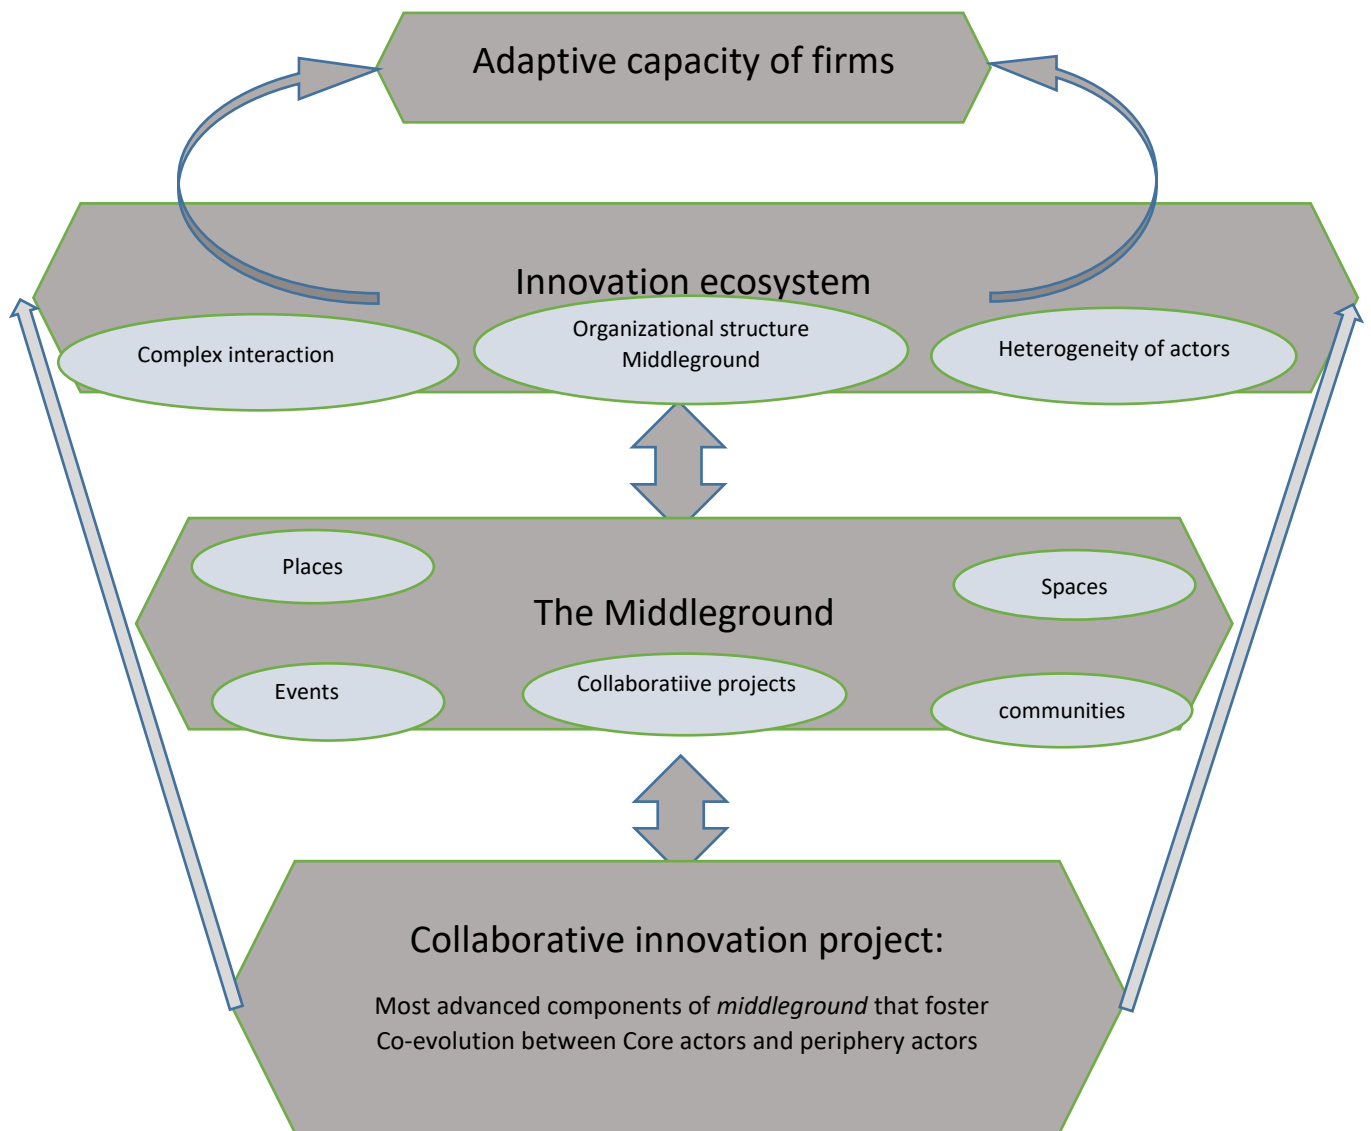 Adaptive capacity of firms
Innovation ecosystem
Complex interaction
Organizational structure
Middleground
Heterogeneity of actors
Places
Spaces
The Middleground
Events
Collaboratiive projects
communities
Collaborative innovation project:
Most advanced components of middleground that foster
Co-evolution between Core actors and periphery actors